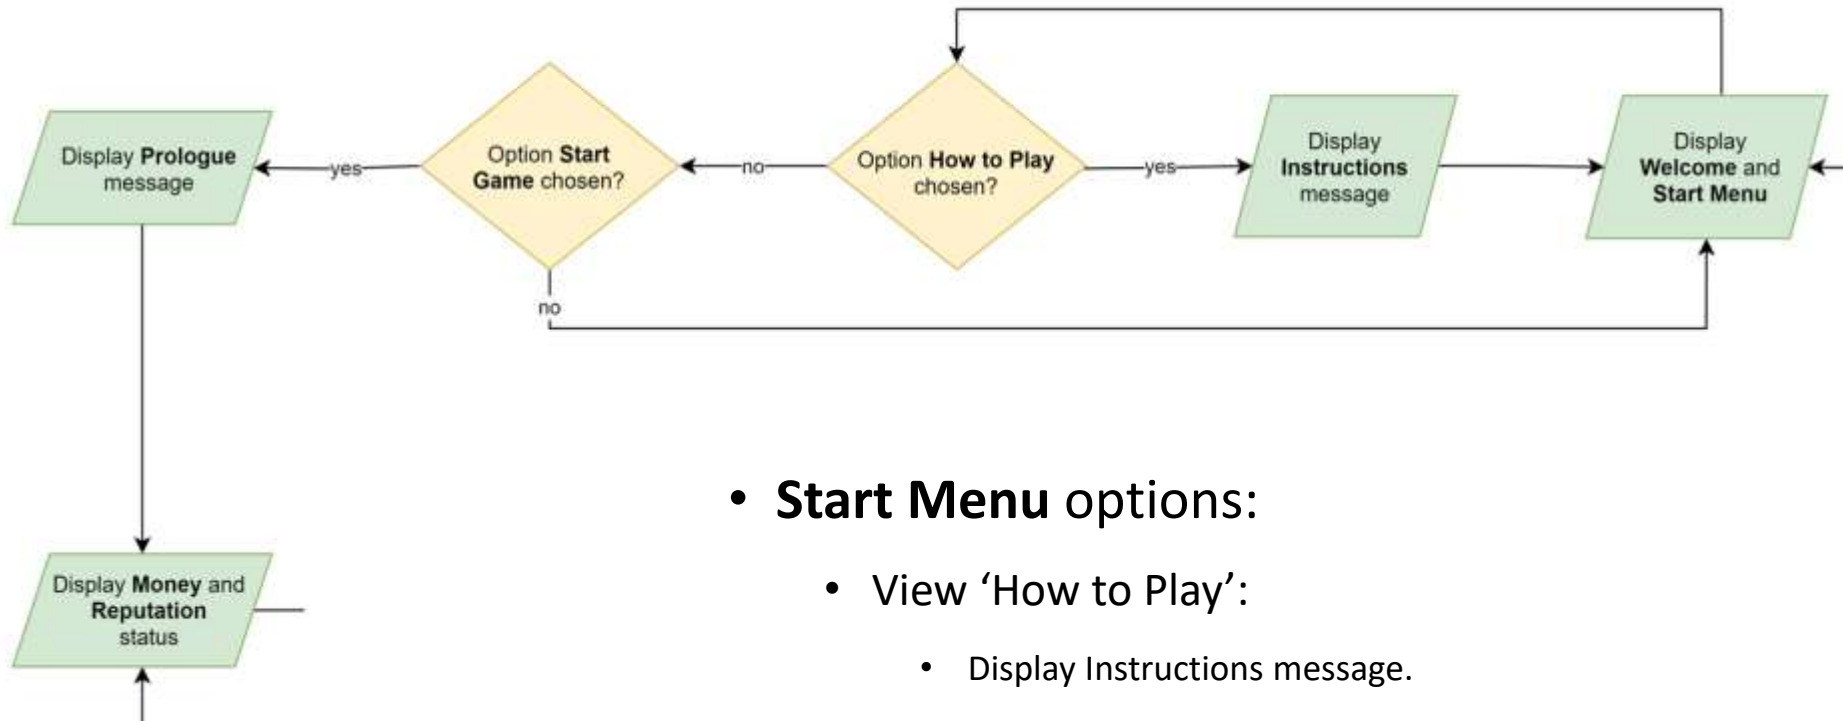 Display Prologue
message
yes
Option Start
Game chosen?
no
no
Option How to Play
chosen?
yes
Display
Instructions
message
Display
Welcome and
Start Menu
Display Money and
Reputation
status
• Start Menu options:
• View ‘How to Play’:
• Display Instructions message.